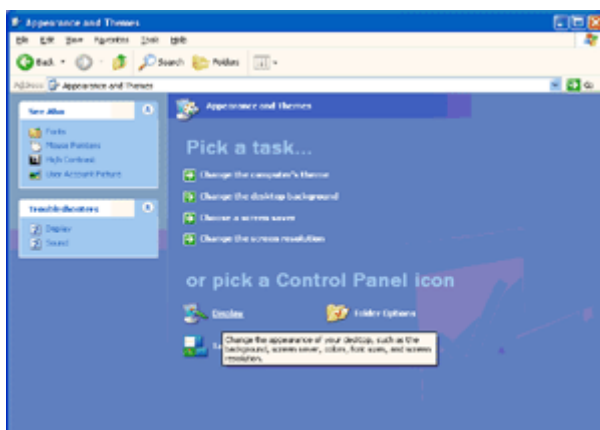 Appearance and Themes
File Edit View Favorites Tools Help
Back Search Folders
Address Appearance and Themes Go
See Also
Fonts
Mouse Pointers
High Contrast
User Account Picture
Troubleshooters
Display
Sound
Appearance and Themes
Pick a task...
Change the computer's theme
Change the desktop background
Choose a screen saver
Change the screen resolution
or pick a Control Panel icon
Display Folder Options
Change the appearance of your desktop, such as the
background, screen saver, colors, font sizes, and screen
resolution.